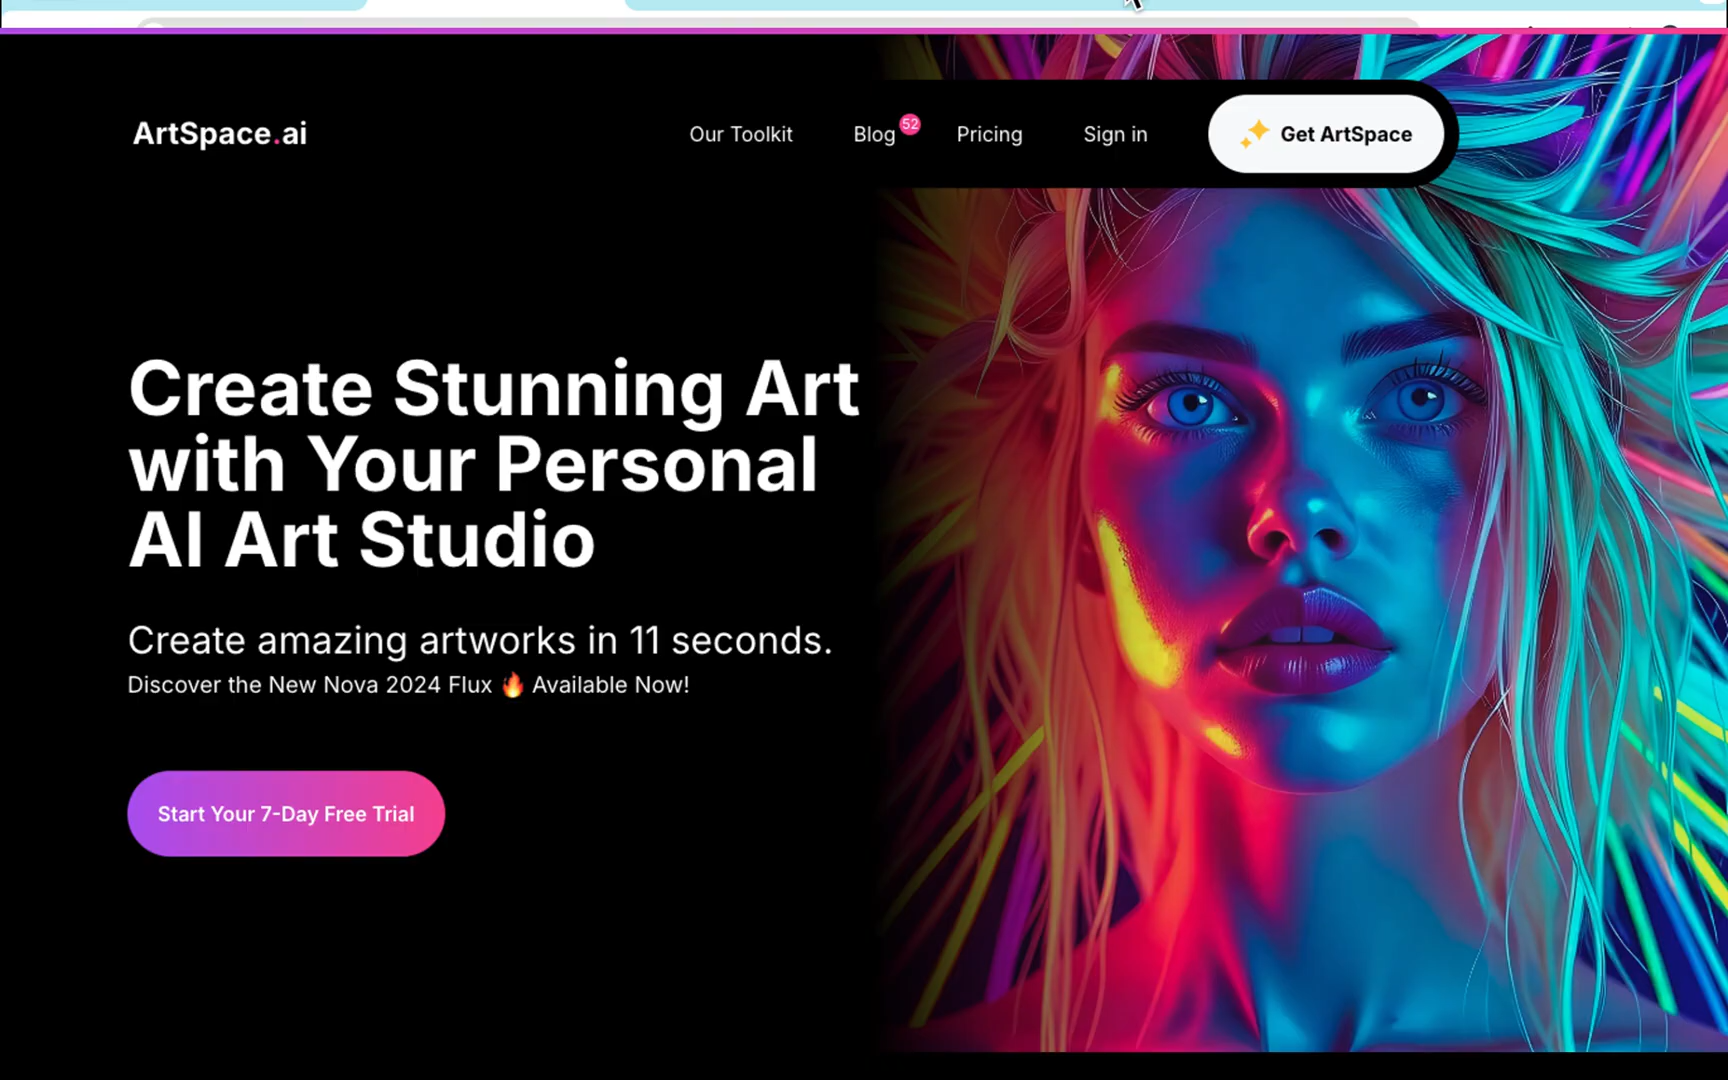 ArtSpace.ai
Our Toolkit
Blog
52
Pricing
Sign in
Get ArtSpace
Create Stunning Art
with Your Personal
AI Art Studio
Create amazing artworks in 11 seconds.
Discover the New Nova 2024 Flux 🔥 Available Now!
Start Your 7-Day Free Trial